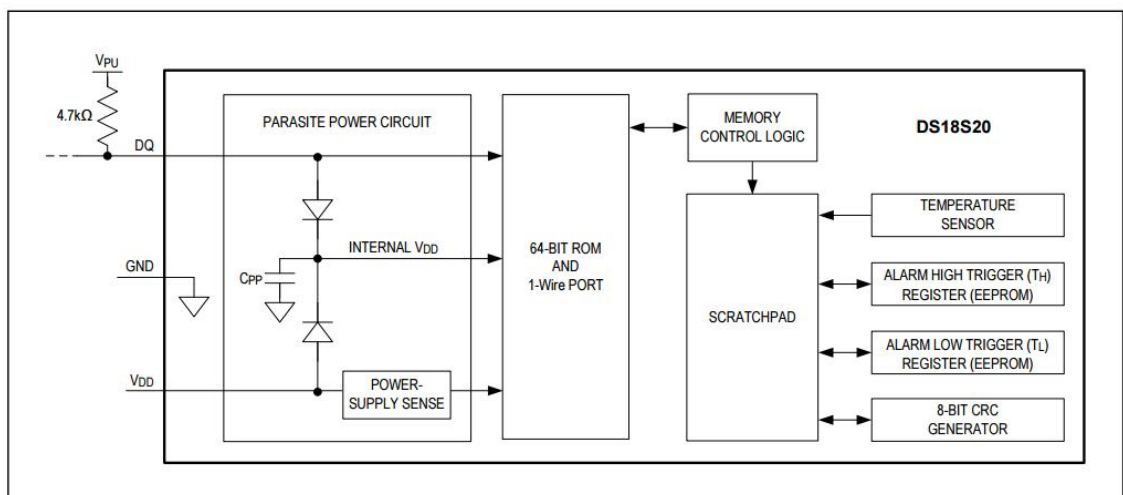 VPU
4.7kΩ
DQ
GND
VDD
PARASITE POWER CIRCUIT
INTERNAL VDD
CPP
POWER-
SUPPLY SENSE
64-BIT ROM
AND
1-Wire PORT
MEMORY
CONTROL LOGIC
SCRATCHPAD
DS18S20
TEMPERATURE
SENSOR
ALARM HIGH TRIGGER (TH)
REGISTER (EEPROM)
ALARM LOW TRIGGER (TL)
REGISTER (EEPROM)
8-BIT CRC
GENERATOR